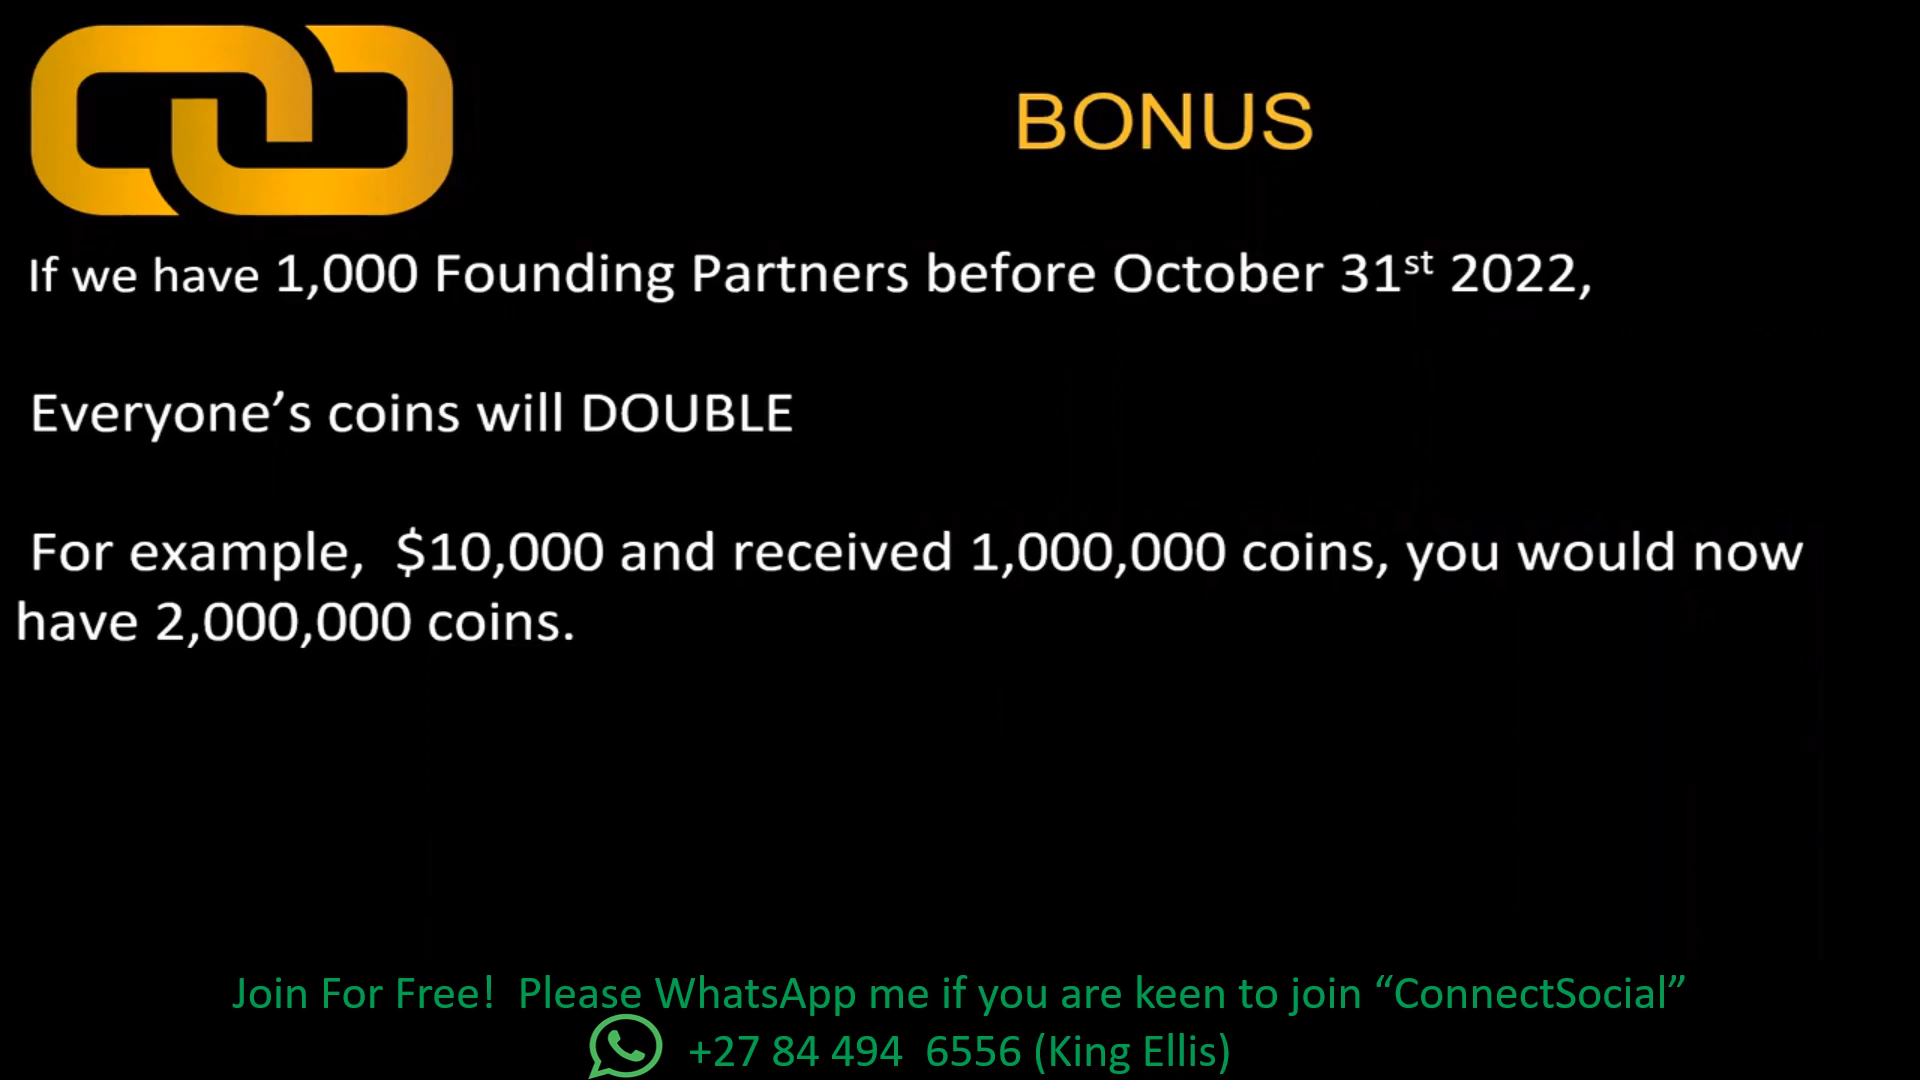 BONUS
If we have 1,000 Founding Partners before October 31st 2022,
Everyone’s coins will DOUBLE
For example,  $10,000 and received 1,000,000 coins, you would now
have 2,000,000 coins.
Join For Free!  Please WhatsApp me if you are keen to join “ConnectSocial”
+27 84 494  6556 (King Ellis)